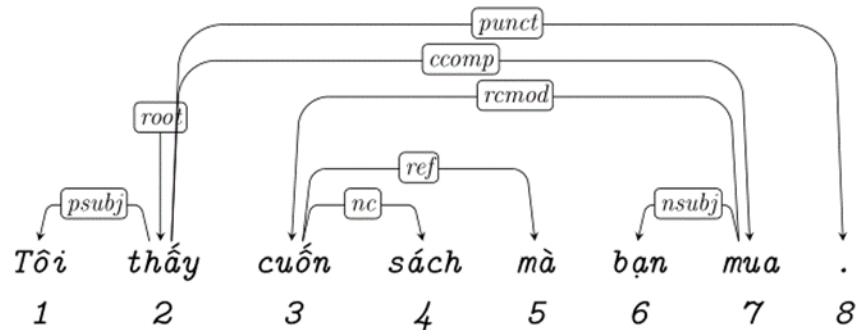 punct
ccomp
rcmod
root
ref
psubj nc nsubj
Tôi thấy cuốn sách mà bạn mua .
1 2 3 4 5 6 7 8